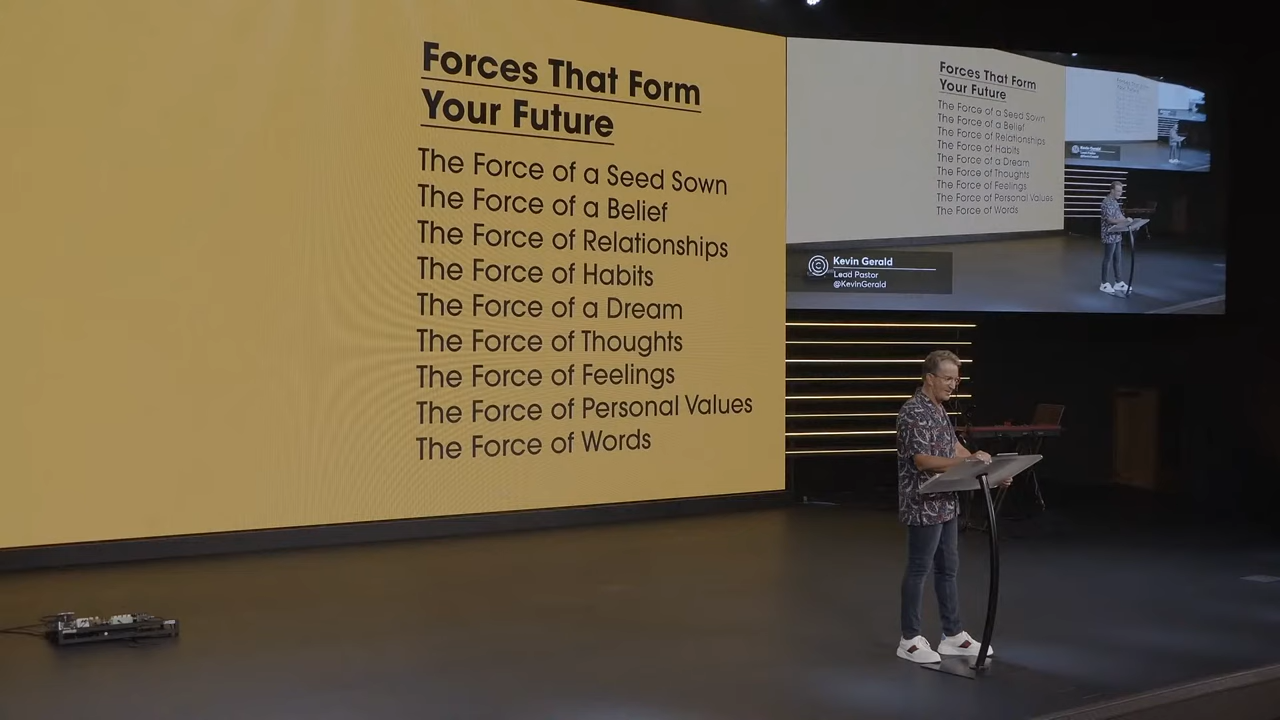 Forces That Form
Your Future
The Force of a Seed Sown
The Force of a Belief
The Force of Relationships
The Force of Habits
The Force of a Dream
The Force of Thoughts
The Force of Feelings
The Force of Personal Values
The Force of Words
Forces That Form
Your Future
The Force of a Seed Sown
The Force of a Belief
The Force of Relationships
The Force of Habits
The Force of a Dream
The Force of Thoughts
The Force of Feelings
The Force of Personal Values
The Force of Words
Kevin Gerald
Lead Pastor
@KevinGerald